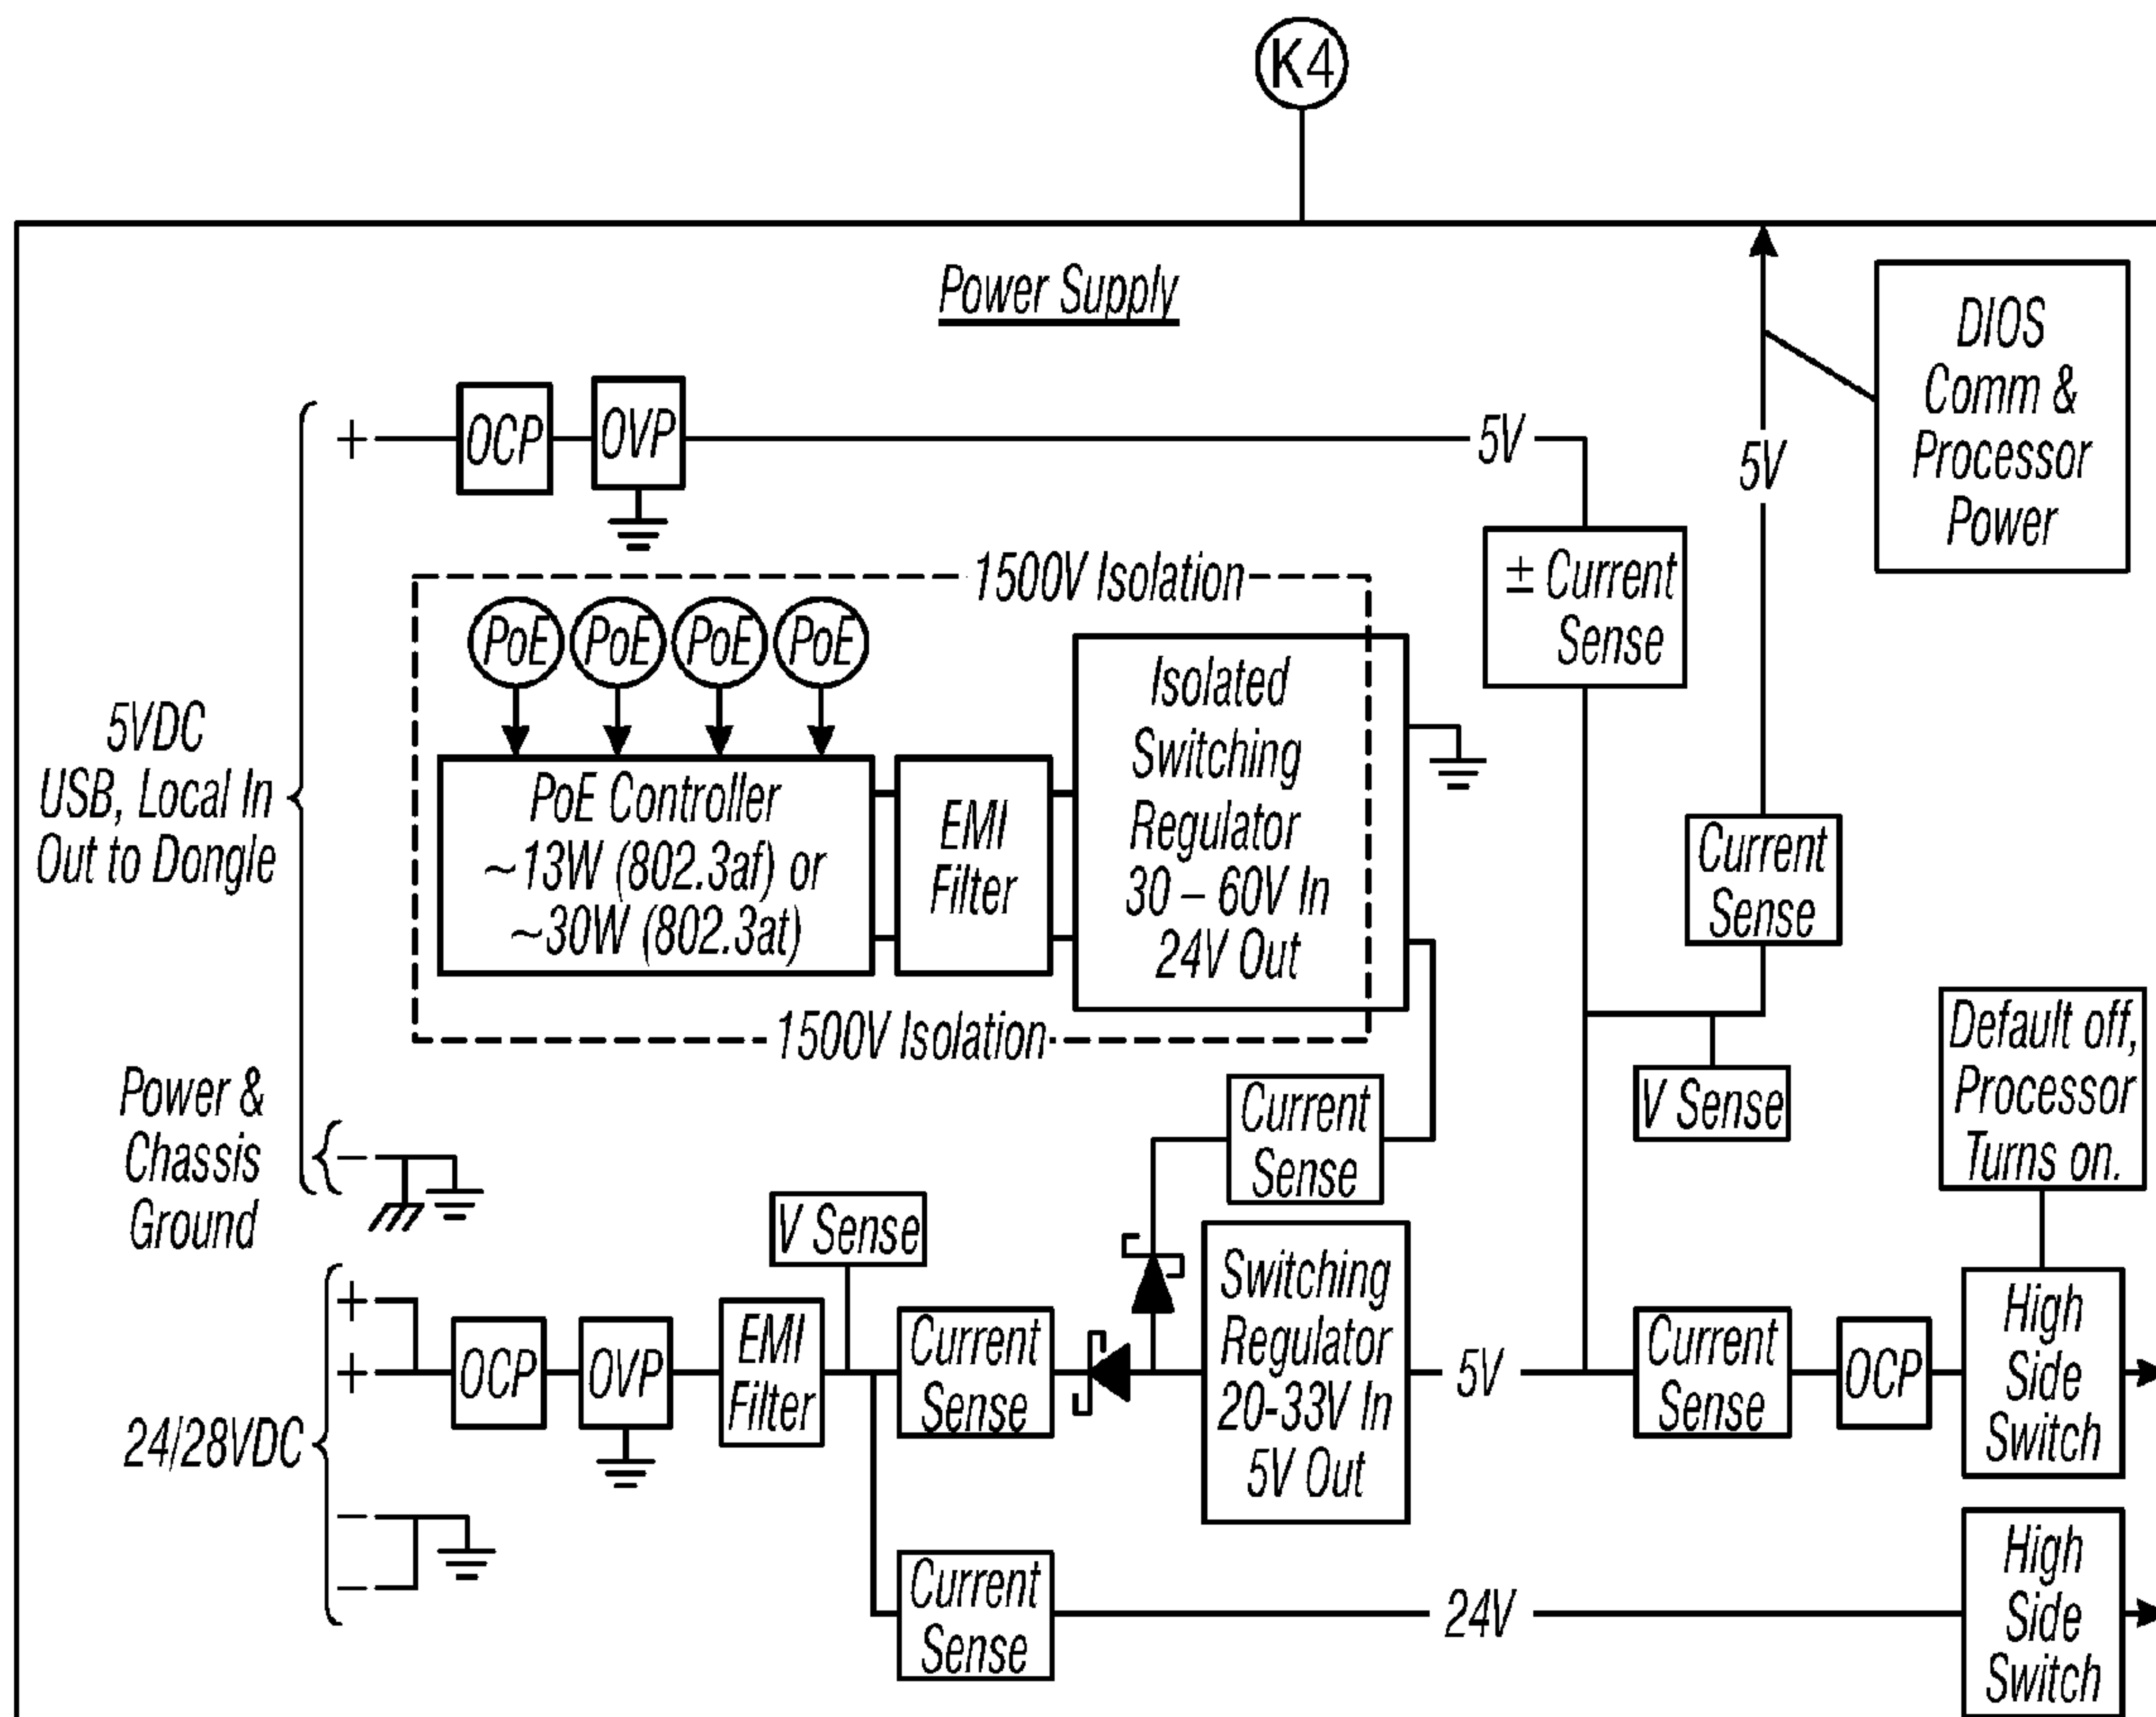 K4
Power Supply
DIOS
Comm &
Processor
Power
+
OCP
OVP
5V
5V
± Current
Sense
1500V Isolation
PoE
PoE
PoE
PoE
Isolated
Switching
Regulator
30 – 60V In
24V Out
PoE Controller
~13W (802.3af) or
~30W (802.3at)
EMI
Filter
5VDC
USB, Local In
Out to Dongle
Current
Sense
1500V Isolation
V Sense
Default off,
Processor
Turns on.
Power &
Chassis
Ground
−
Current
Sense
V Sense
24/28VDC
+
+
−
−
OCP
OVP
EMI
Filter
Current
Sense
Switching
Regulator
20-33V In
5V Out
5V
Current
Sense
OCP
High
Side
Switch
Current
Sense
24V
High
Side
Switch